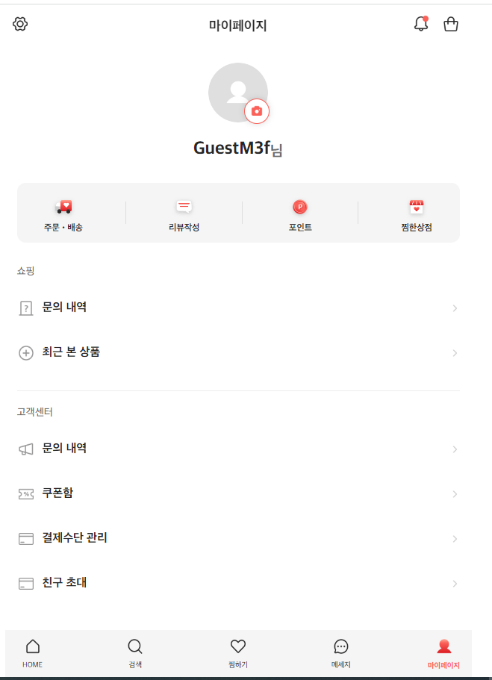 마이페이지
GuestM3f님
주문・배송
리뷰작성
포인트
찜한상점
쇼핑
문의 내역
최근 본 상품
고객센터
문의 내역
쿠폰함
결제수단 관리
친구 초대
HOME
검색
찜하기
메세지
마이페이지